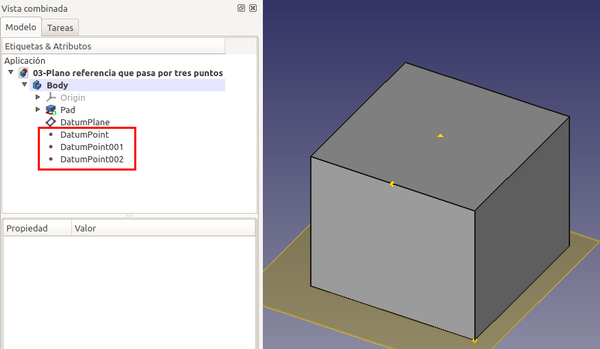 Vista combinada
Modelo Tareas
Etiquetas & Atributos
Aplicación
03-Plano referencia que pasa por tres puntos
Body
Origin
Pad
DatumPlane
DatumPoint
DatumPoint001
DatumPoint002
Propiedad Valor